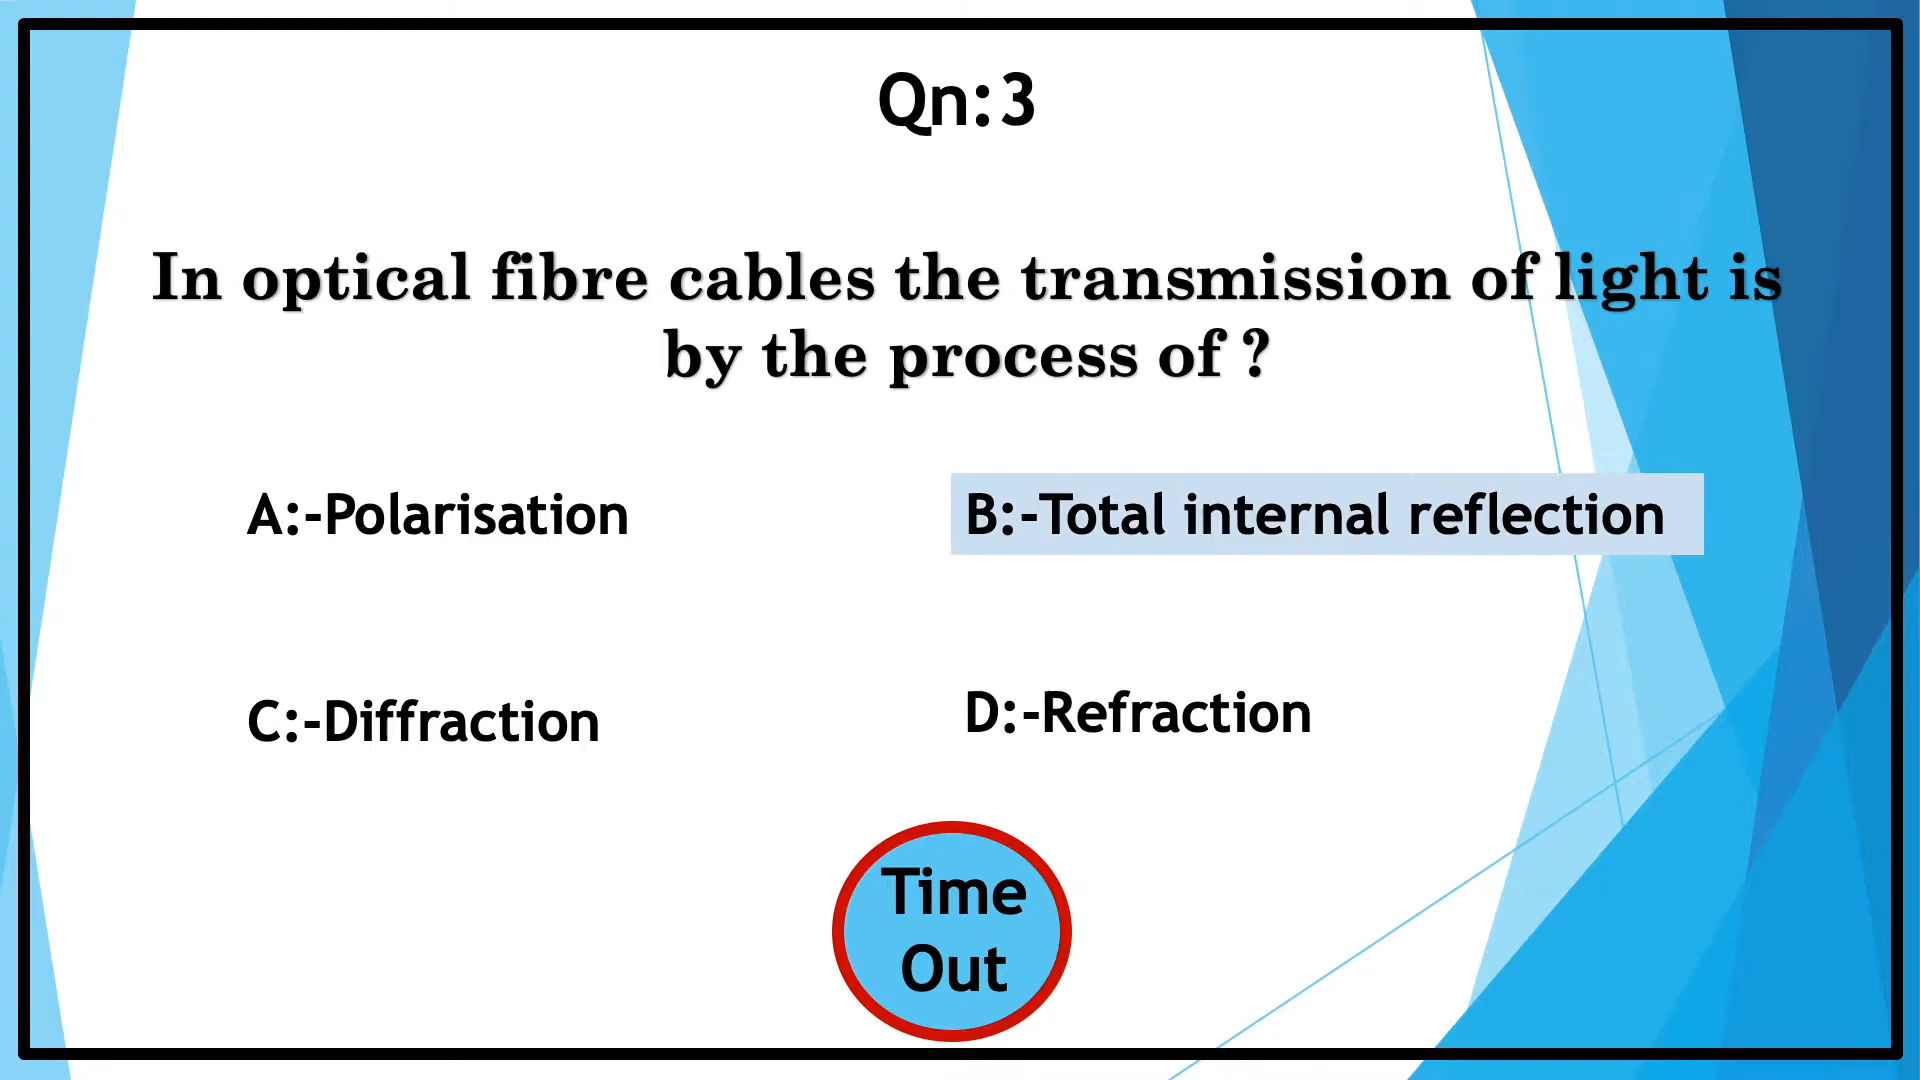 Qn:3
In optical fibre cables the transmission of light is
by the process of ?
A:-Polarisation
B:-Total internal reflection
C:-Diffraction
D:-Refraction
Time
Out